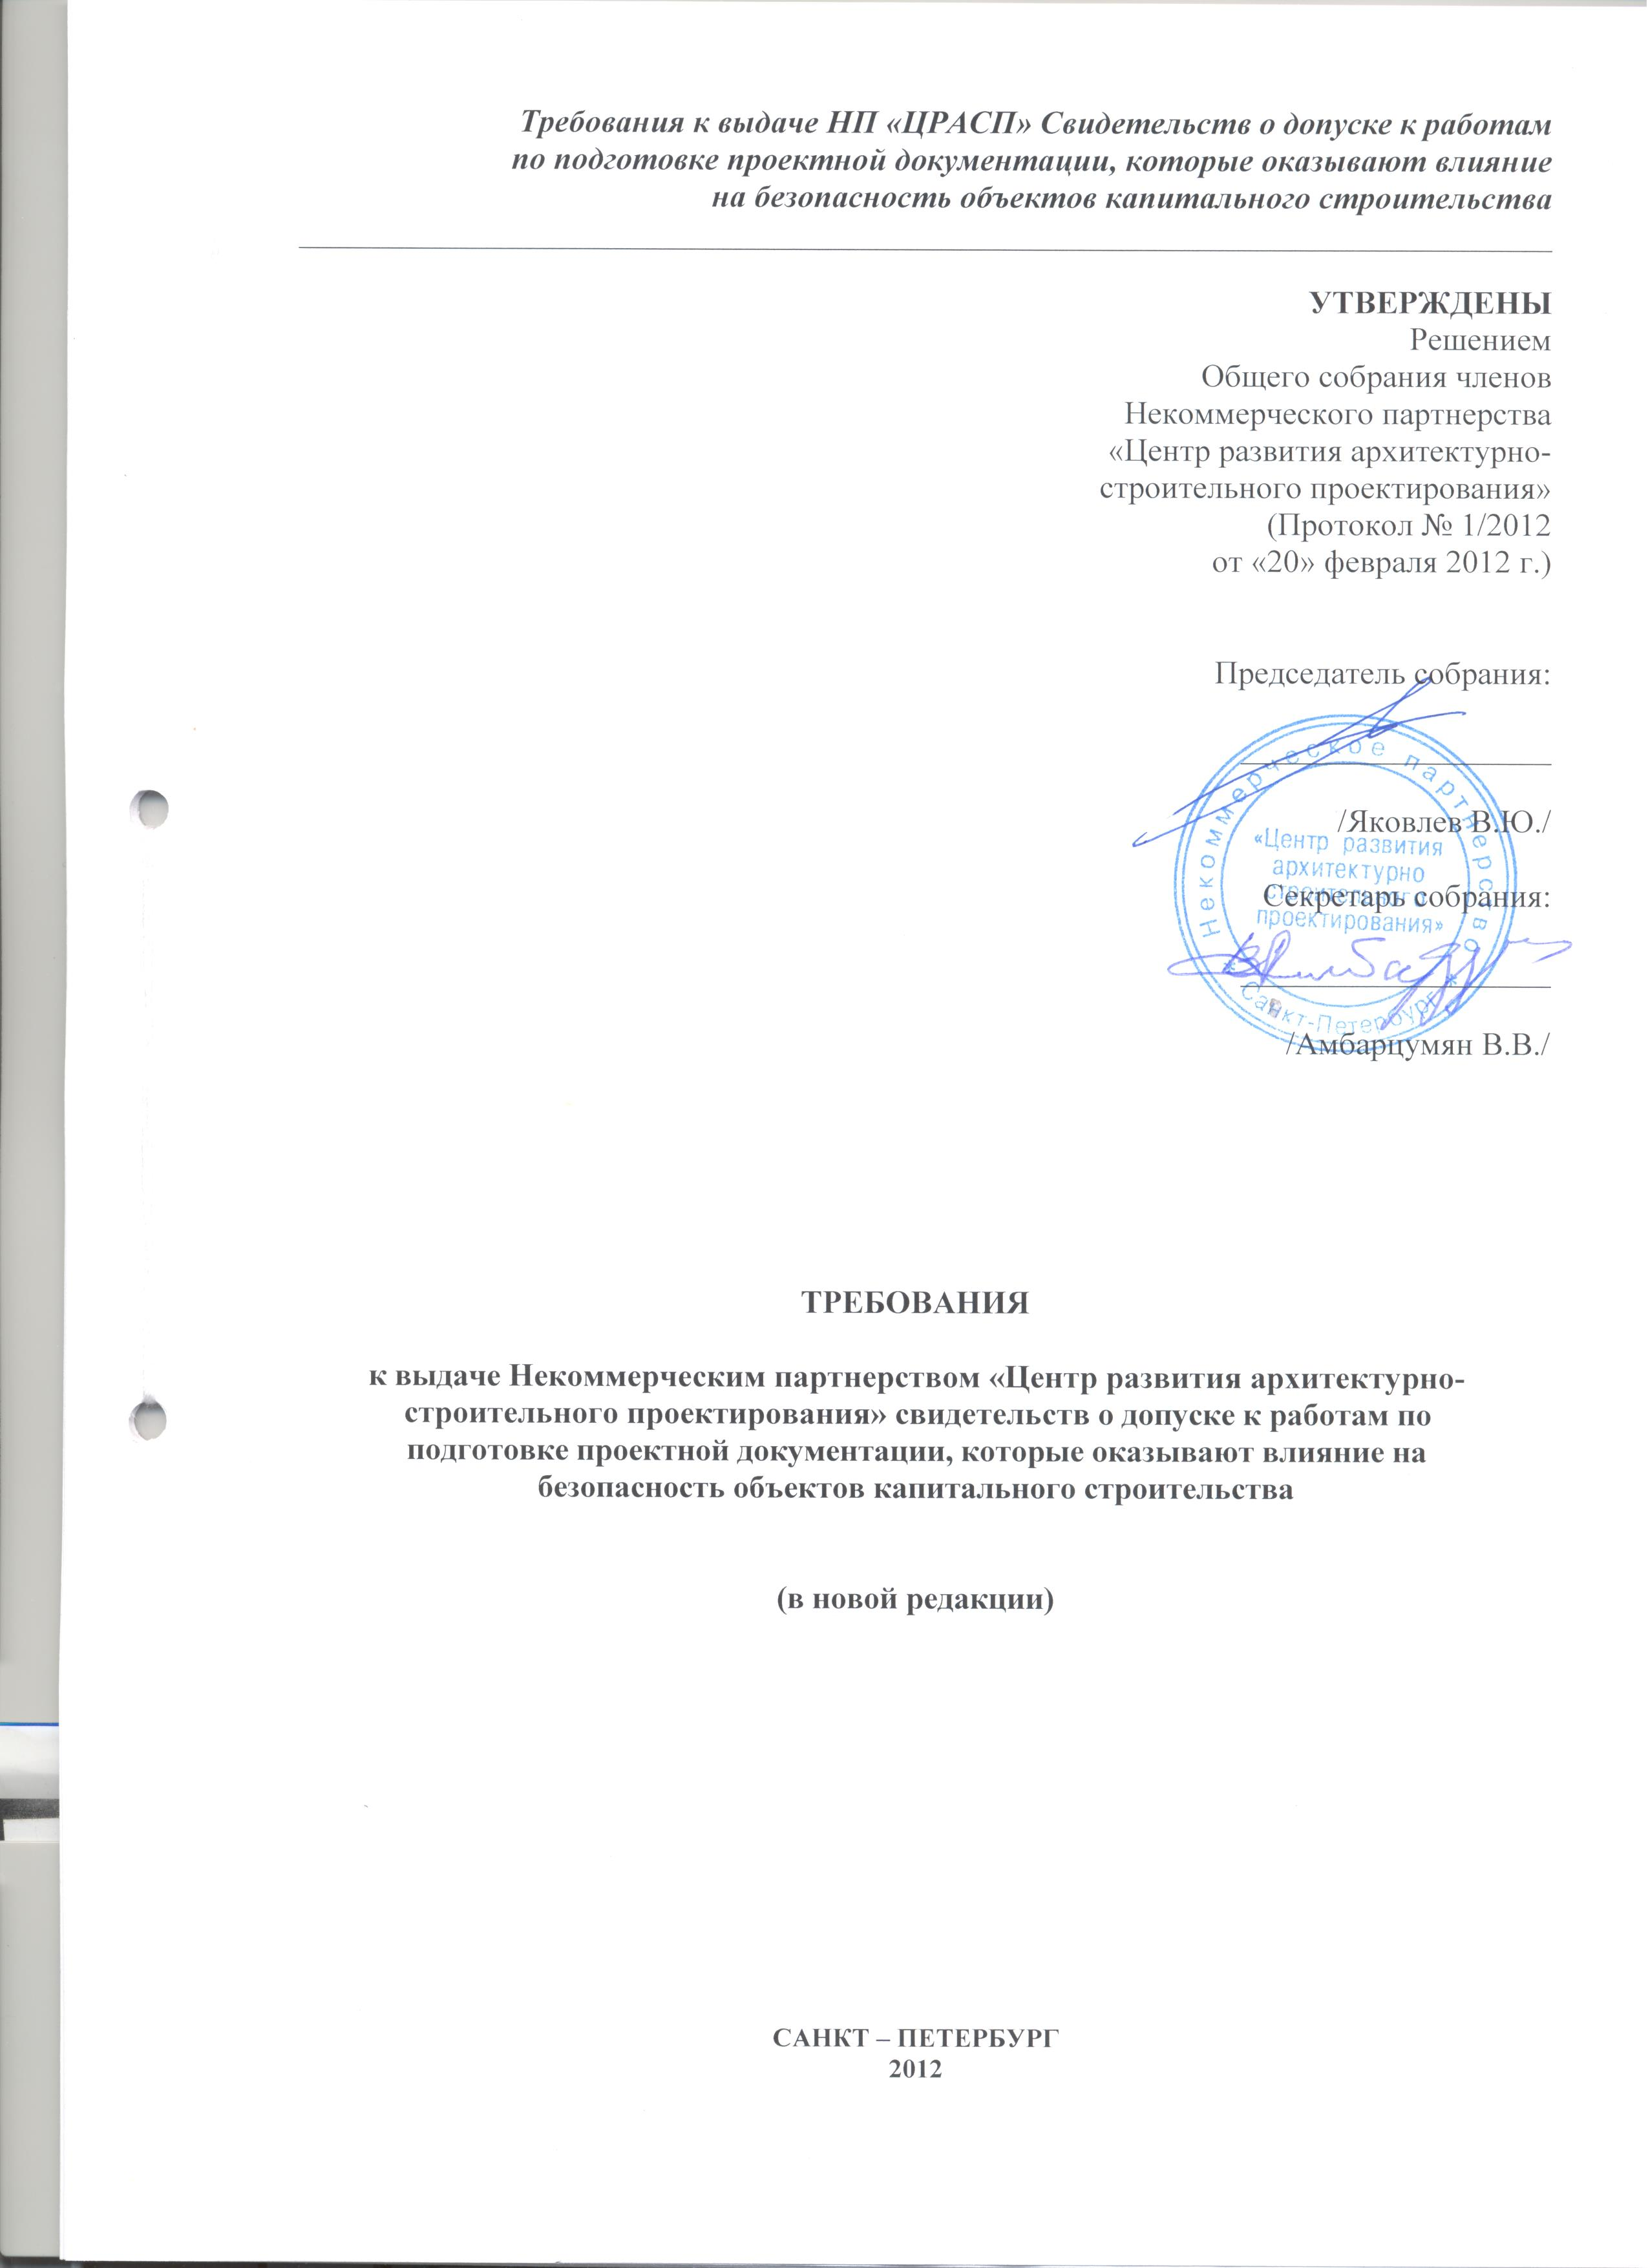 Требования к выдаче НП «ЦРАСП» Свидетельств о допуске к работам
по подготовке проектной документации, которые оказывают влияние
на безопасность объектов капитального строительства
УТВЕРЖДЕНЫ
Решением
Общего собрания членов
Некоммерческого партнерства
«Центр развития архитектурно-
строительного проектирования»
(Протокол № 1/2012
от «20» февраля 2012 г.)
Председатель собрания:
/Яковлев В.Ю./
Секретарь собрания:
/Амбарцумян В.В./
Некоммерческое партнерство
«Центр развития
архитектурно
строительного
проектирования»
* Санкт-Петербург *
ТРЕБОВАНИЯ
к выдаче Некоммерческим партнерством «Центр развития архитектурно-
строительного проектирования» свидетельств о допуске к работам по
подготовке проектной документации, которые оказывают влияние на
безопасность объектов капитального строительства
(в новой редакции)
САНКТ – ПЕТЕРБУРГ
2012